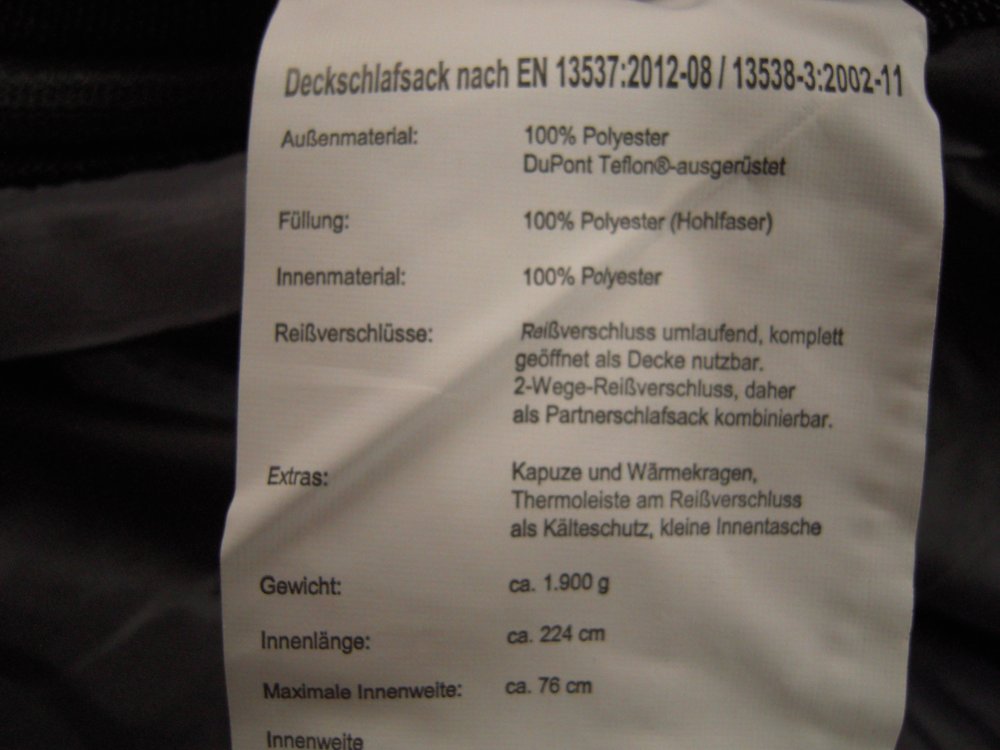 Deckschlafsack nach EN 13537:2012-08 / 13538-3:2002-11
Außenmaterial: 100% Polyester
DuPont Teflon®-ausgerüstet
Füllung: 100% Polyester (Hohlfaser)
Innenmaterial: 100% Polyester
Reißverschlüsse: Reißverschluss umlaufend, komplett
geöffnet als Decke nutzbar.
2-Wege-Reißverschluss, daher
als Partnerschlafsack kombinierbar.
Extras: Kapuze und Wärmekragen,
Thermoleiste am Reißverschluss
als Kälteschutz, kleine Innentasche
Gewicht: ca. 1.900 g
Innenlänge: ca. 224 cm
Maximale Innenweite: ca. 76 cm
Innenweite